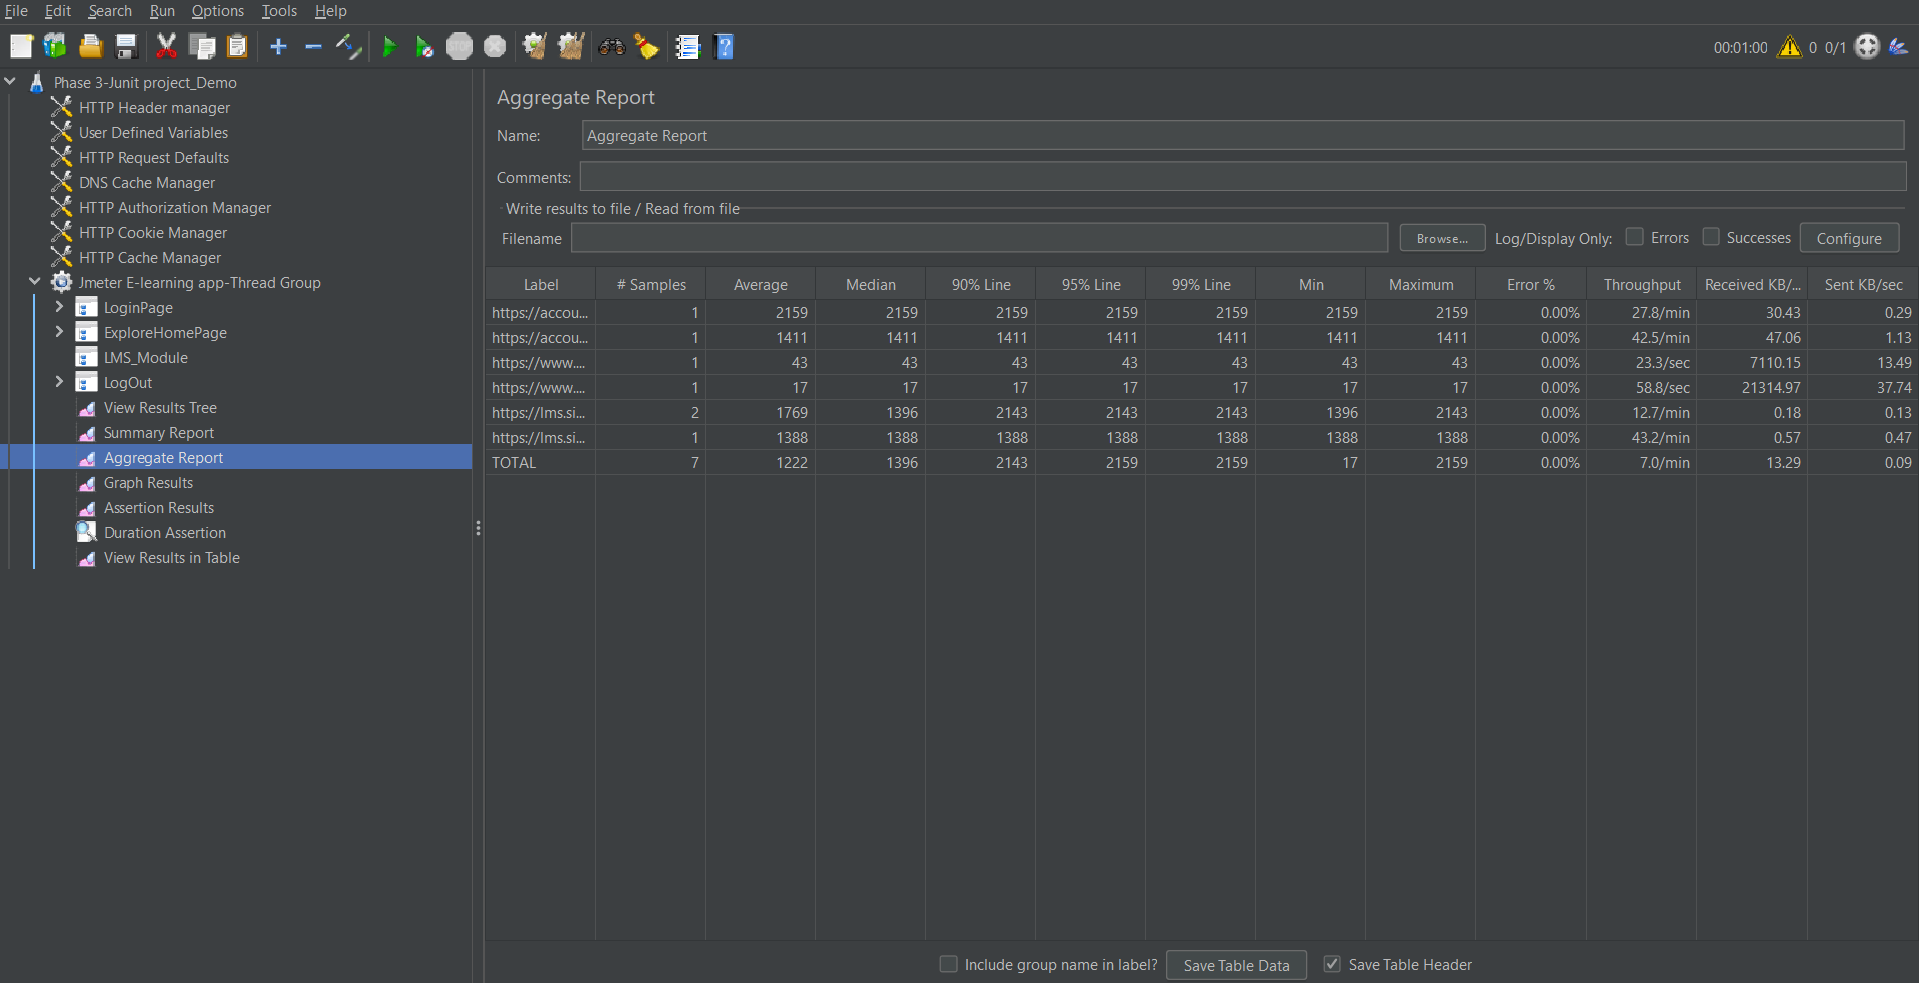 File Edit Search Run Options Tools Help
STOP
00:01:00 0 0/1
Phase 3-Junit project_Demo
HTTP Header manager
User Defined Variables
HTTP Request Defaults
DNS Cache Manager
HTTP Authorization Manager
HTTP Cookie Manager
HTTP Cache Manager
Jmeter E-learning app-Thread Group
LoginPage
ExploreHomePage
LMS_Module
LogOut
View Results Tree
Summary Report
Aggregate Report
Graph Results
Assertion Results
Duration Assertion
View Results in Table
Aggregate Report
Name: Aggregate Report
Comments:
Write results to file / Read from file
Filename Browse... Log/Display Only: Errors Successes Configure
Label # Samples Average Median 90% Line 95% Line 99% Line Min Maximum Error % Throughput Received KB/... Sent KB/sec
https://accou... 1 2159 2159 2159 2159 2159 2159 2159 0.00% 27.8/min 30.43 0.29
https://accou... 1 1411 1411 1411 1411 1411 1411 1411 0.00% 42.5/min 47.06 1.13
https://www.... 1 43 43 43 43 43 43 43 0.00% 23.3/sec 7110.15 13.49
https://www.... 1 17 17 17 17 17 17 17 0.00% 58.8/sec 21314.97 37.74
https://lms.si... 2 1769 1396 2143 2143 2143 1396 2143 0.00% 12.7/min 0.18 0.13
https://lms.si... 1 1388 1388 1388 1388 1388 1388 1388 0.00% 43.2/min 0.57 0.47
TOTAL 7 1222 1396 2143 2159 2159 17 2159 0.00% 7.0/min 13.29 0.09
Include group name in label? Save Table Data Save Table Header